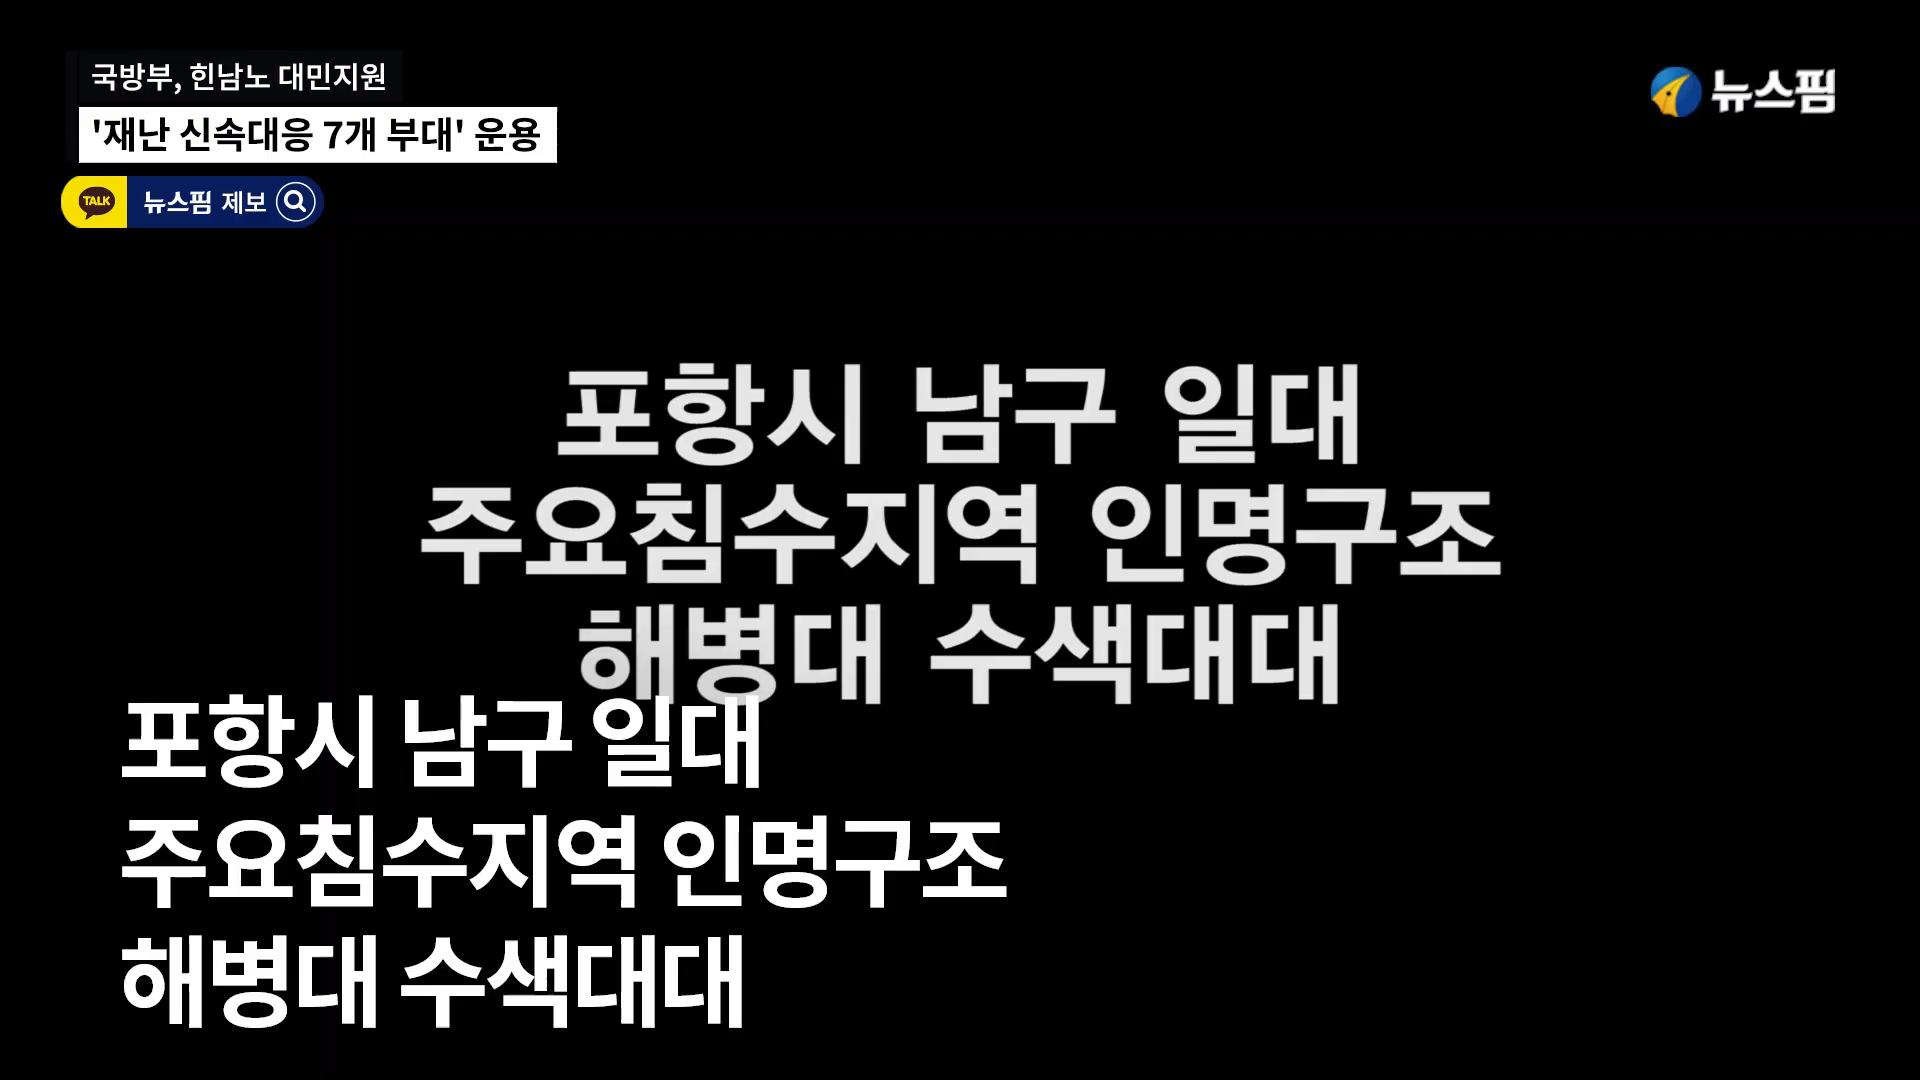 국방부, 힌남노 대민지원
'재난 신속대응 7개 부대' 운용
TALK 뉴스핌 제보
뉴스핌
포항시 남구 일대
주요침수지역 인명구조
해병대 수색대대
포항시 남구 일대
주요침수지역 인명구조
해병대 수색대대